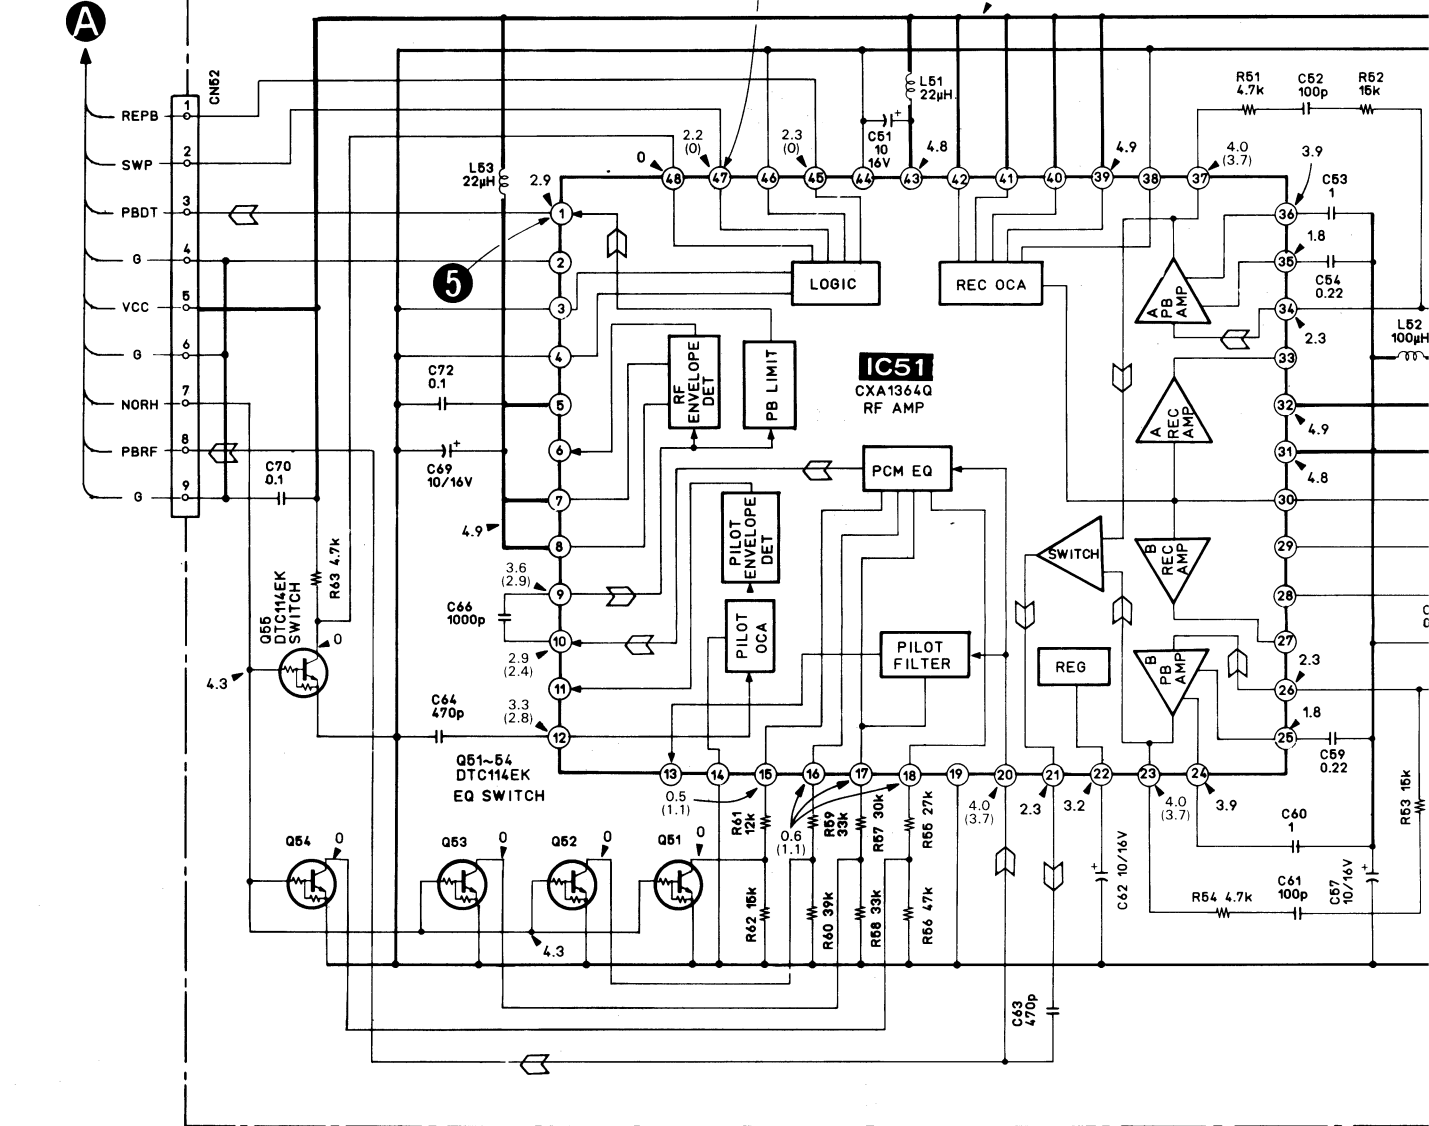 A
CN52
1
REPB
2
SWP
3
PBDT
4
G
5
VCC
6
G
7
NORH
8
PBRF
9
G
C70
0.1
R63 4.7k
Q55
DTC114EK
SWITCH
0
4.3
L53
22μH
2.9
5
C72
0.1
C69
10/16V
+
4.9
3.6
(2.9)
C66
1000p
2.9
(2.4)
C64
470p
3.3
(2.8)
Q51~54
DTC114EK
EQ SWITCH
0
48
2.2
(0)
47
46
2.3
(0)
45
44
C51
10
16V
+
L51
22μH
43
4.8
42
41
40
39
4.9
38
37
4.0
(3.7)
R51
4.7k
C52
100p
R52
15k
1
2
3
4
5
6
7
8
9
10
11
12
LOGIC
REC OCA
RF
ENVELOPE
DET
PB LIMIT
IC51
CXA1364Q
RF AMP
PCM EQ
PILOT
ENVELOPE
DET
PILOT
OCA
PILOT
FILTER
REG
SWITCH
A
PB
AMP
A
REC
AMP
B
REC
AMP
B
PB
AMP
3.9
36
C53
1
1.8
35
C54
0.22
34
2.3
33
32
4.9
31
4.8
30
29
28
27
2.3
26
1.8
25
C59
0.22
L52
100μH
13
14
15
16
17
18
19
20
21
22
23
24
0.5
(1.1)
0.6
(1.1)
4.0
(3.7)
2.3
3.2
4.0
(3.7)
3.9
R61
12k
R59
33k
R57 30k
R55 27k
R62 15k
R60 39k
R58 33k
R56 47k
Q54
0
Q53
0
Q52
0
Q51
0
4.3
C63
470p
C62 10/16V
+
R54 4.7k
C61
100p
C60
1
C57
10/16V
+
R53 15k